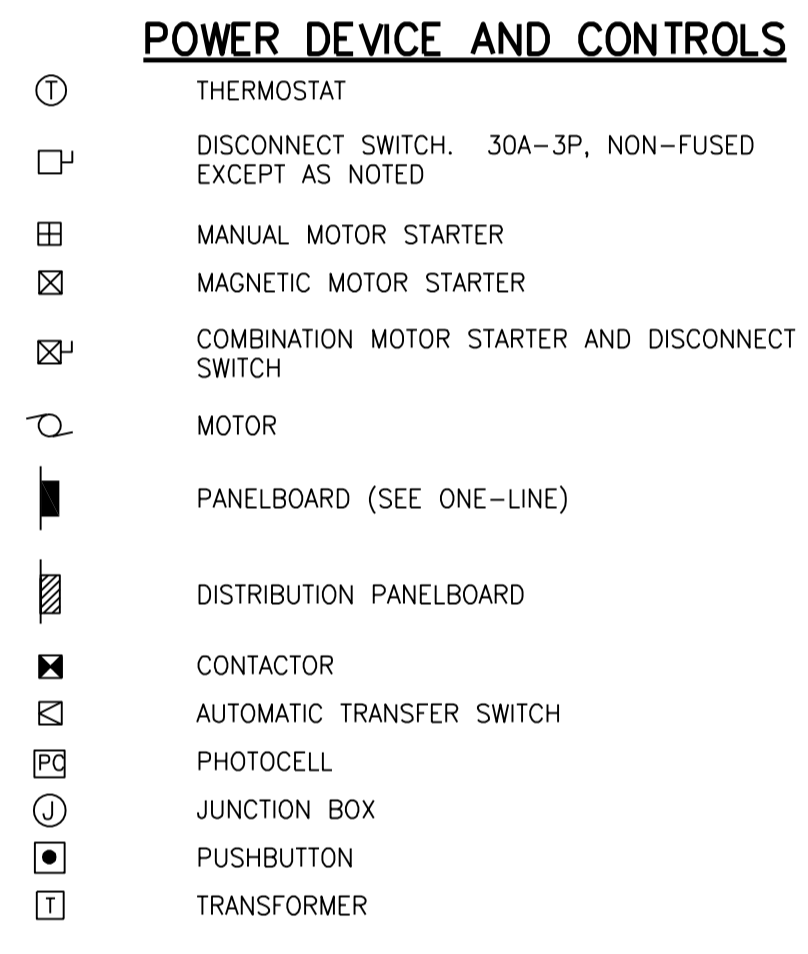 POWER DEVICE AND CONTROLS
T THERMOSTAT
DISCONNECT SWITCH. 30A-3P, NON-FUSED
EXCEPT AS NOTED
MANUAL MOTOR STARTER
MAGNETIC MOTOR STARTER
COMBINATION MOTOR STARTER AND DISCONNECT
SWITCH
MOTOR
PANELBOARD (SEE ONE-LINE)
DISTRIBUTION PANELBOARD
CONTACTOR
AUTOMATIC TRANSFER SWITCH
PC PHOTOCELL
J JUNCTION BOX
PUSHBUTTON
T TRANSFORMER